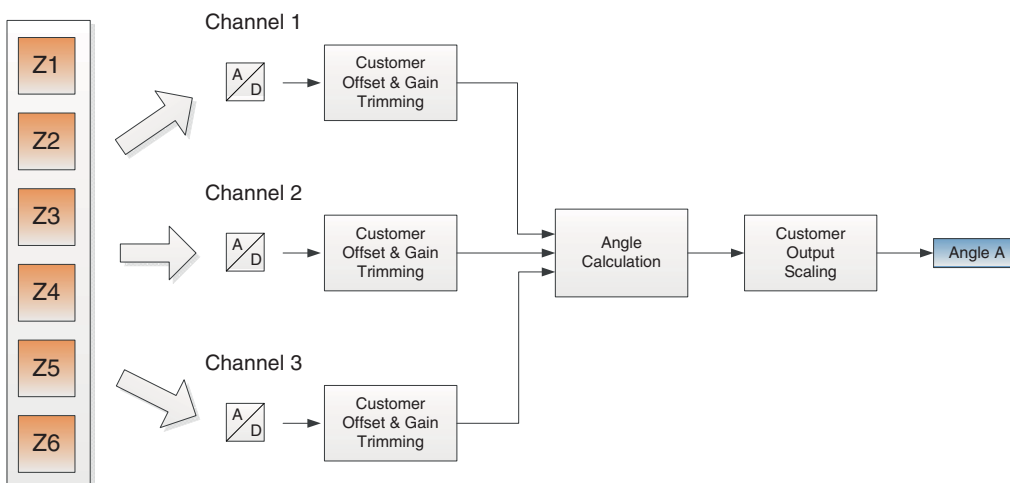 Z1
Z2
Z3
Z4
Z5
Z6
Channel 1
A
D
Customer
Offset & Gain
Trimming
Channel 2
A
D
Customer
Offset & Gain
Trimming
Channel 3
A
D
Customer
Offset & Gain
Trimming
Angle
Calculation
Customer
Output
Scaling
Angle A